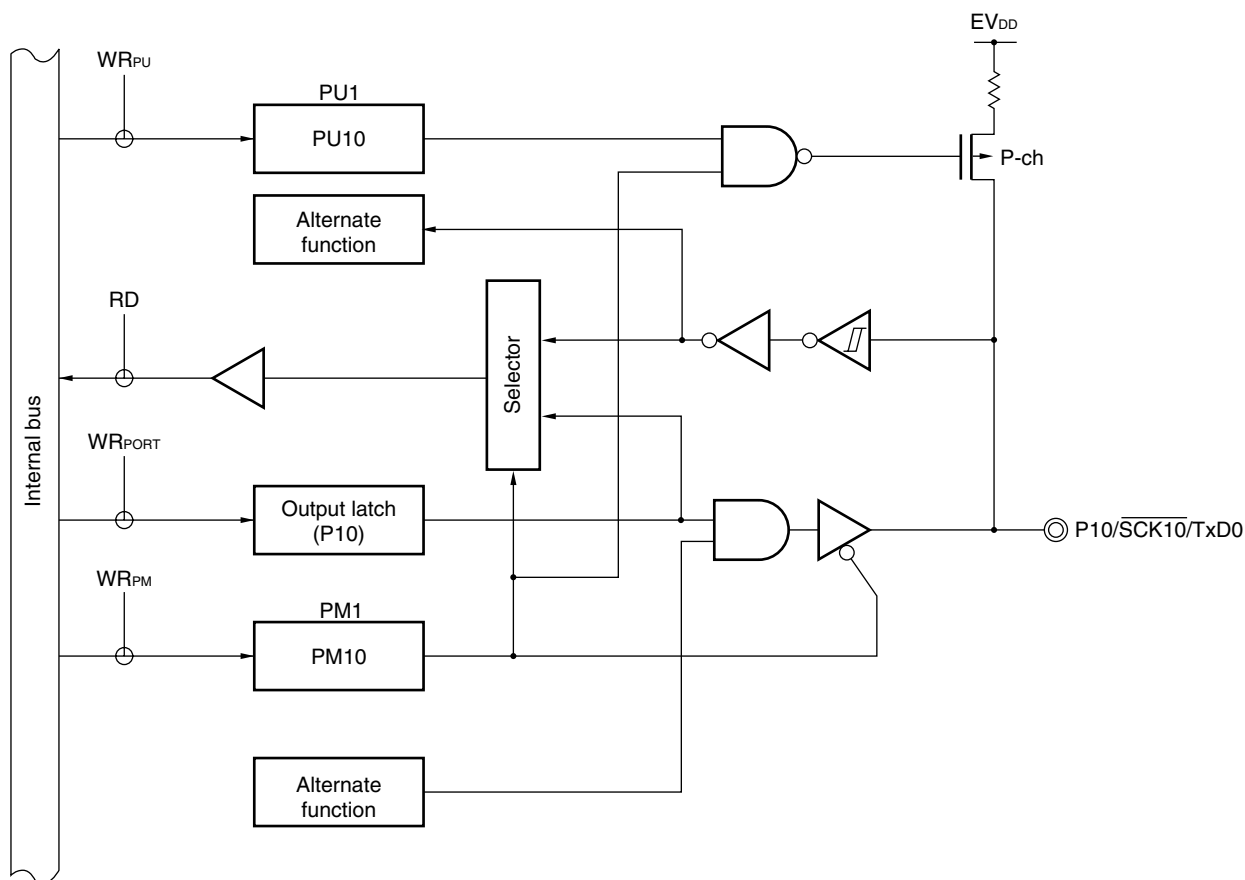 EVDD
WRPU
PU1
PU10
P-ch
Alternate
function
RD
Selector
Internal bus
WRPORT
Output latch
(P10)
P10/SCK10/TxD0
WRPM
PM1
PM10
Alternate
function